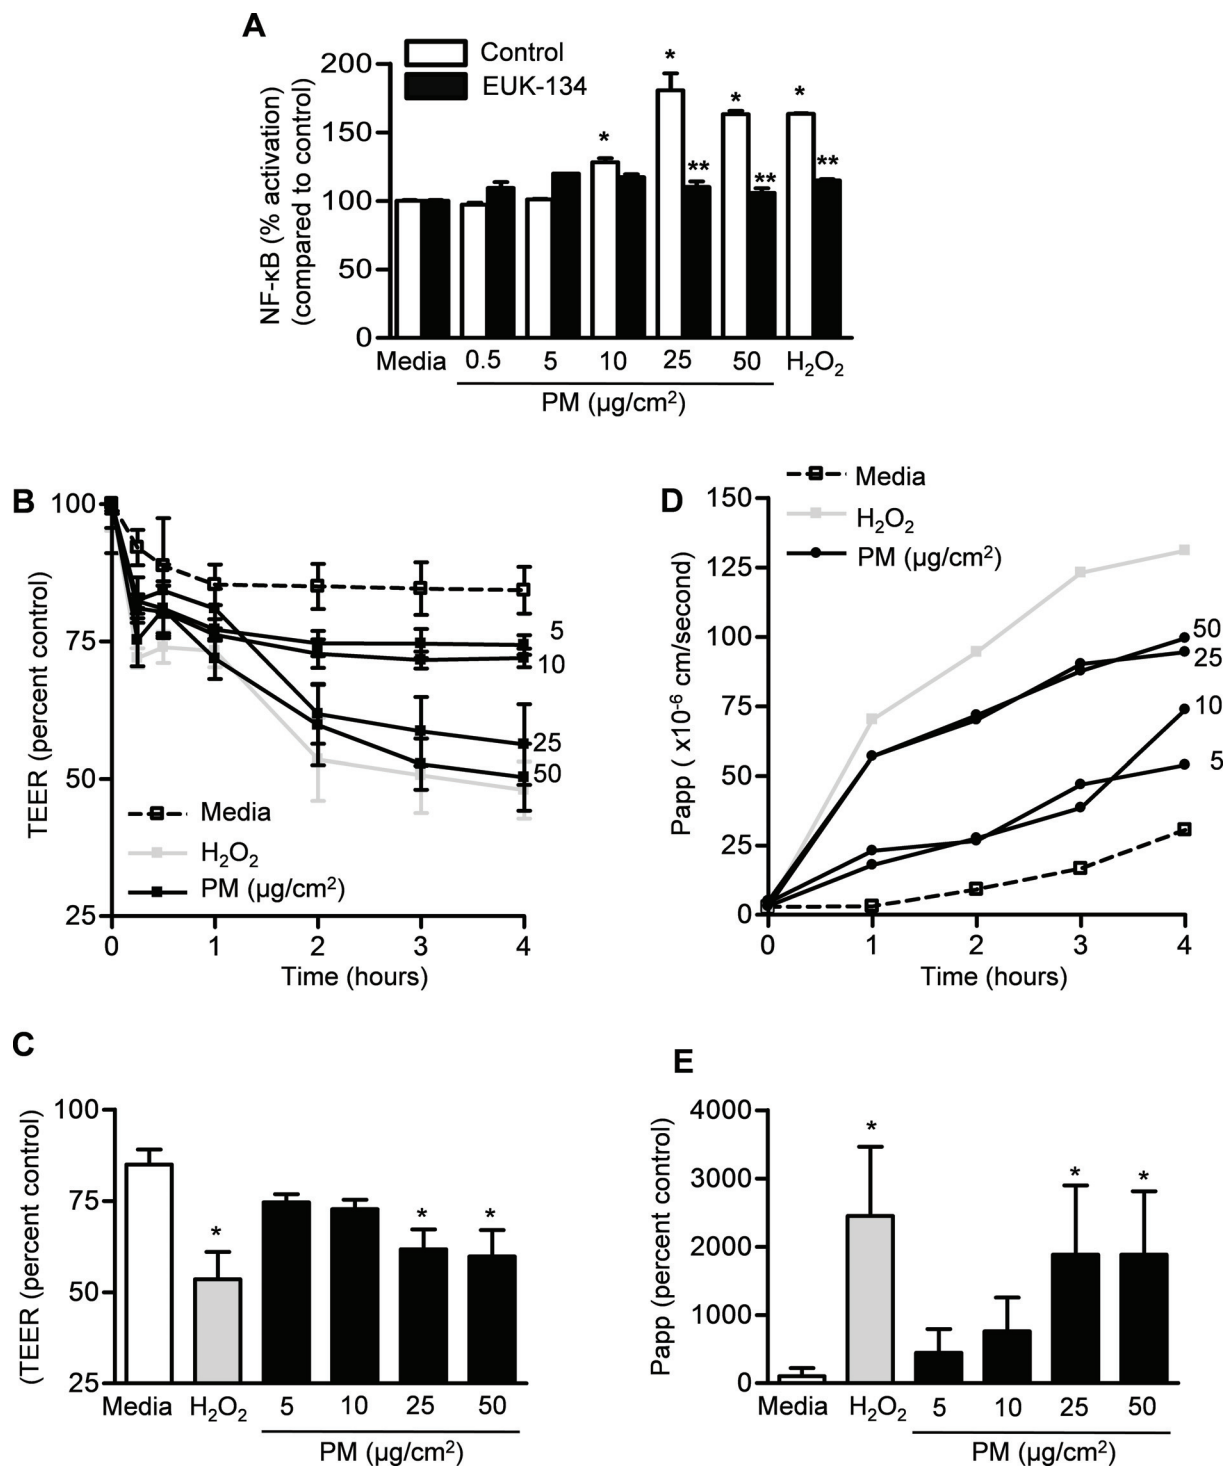 A
Control
EUK-134
NF-κB (% activation)
(compared to control)
200
150
100
50
0
*
*
*
*
**
**
**
Media 0.5 5 10 25 50 H₂O₂
PM (µg/cm²)
B
TEER (percent control)
100
75
50
25
5
10
25
50
Media
H₂O₂
PM (µg/cm²)
0 1 2 3 4
Time (hours)
D
Media
H₂O₂
PM (µg/cm²)
Papp ( x10⁻⁶ cm/second)
150
125
100
75
50
25
0
50
25
10
5
0 1 2 3 4
Time (hours)
C
(TEER (percent control)
100
75
50
25
*
*
*
Media H₂O₂ 5 10 25 50
PM (µg/cm²)
E
Papp (percent control)
4000
3000
2000
1000
0
*
*
*
Media H₂O₂ 5 10 25 50
PM (µg/cm²)